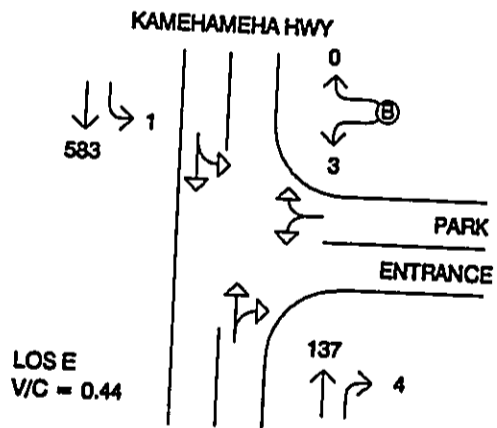 KAMEHAMEHA HWY
0
1
B
583
3
PARK
ENTRANCE
137
LOS E
4
V/C = 0.44